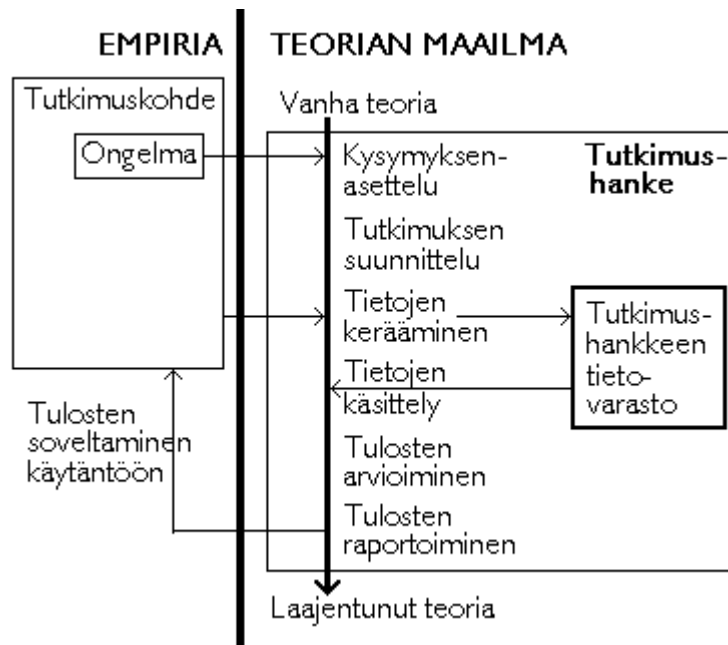 EMPIRIA
TEORIAN MAAILMA
Tutkimuskohde
Ongelma
Vanha teoria
Kysymyksen-
asettelu
Tutkimus-
hanke
Tutkimuksen
suunnittelu
Tietojen
kerääminen
Tutkimus-
hankkeen
tieto-
varasto
Tietojen
käsittely
Tulosten
soveltaminen
käytäntöön
Tulosten
arvioiminen
Tulosten
raportoiminen
Laajentunut teoria